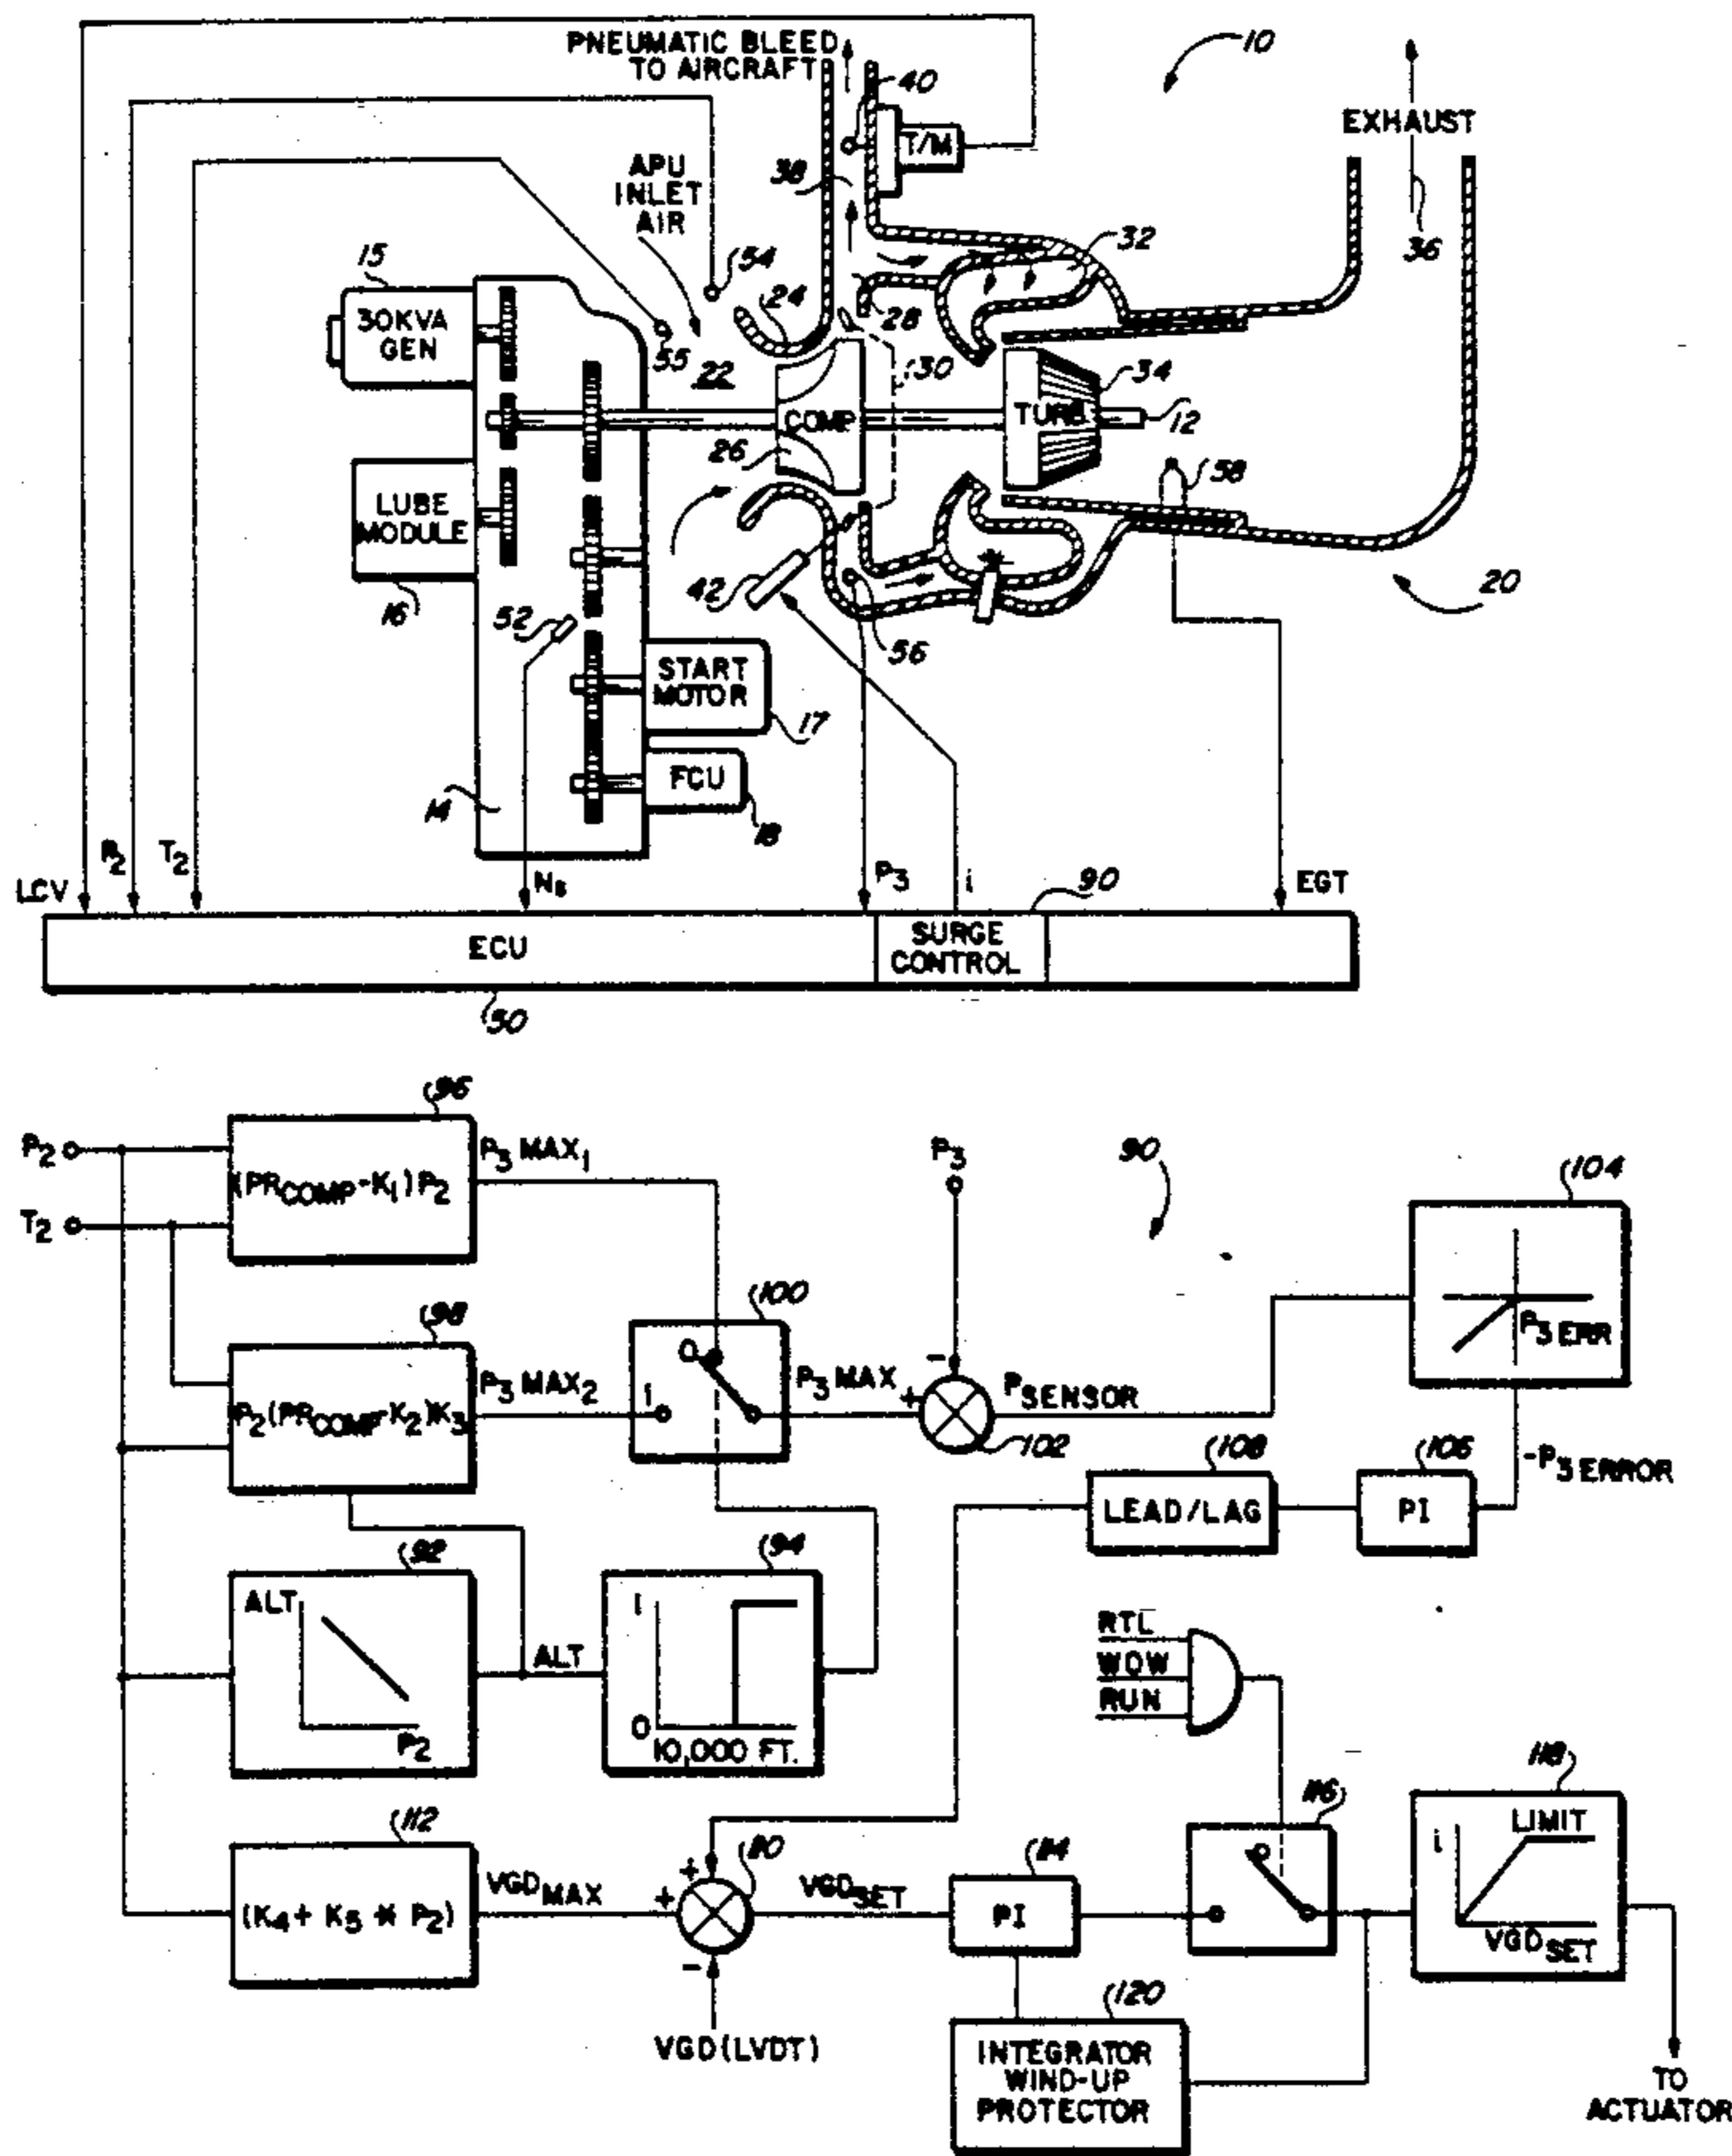 PNEUMATIC BLEED
TO AIRCRAFT
40
10
EXHAUST
T/M
38
36
APU
INLET
AIR
54
32
15
30KVA
GEN
24
28
55
22
30
34
COMP
TURB.
12
26
58
LUBE
MODULE
16
42
20
52
56
START
MOTOR
17
FCU
18
14
LCV
P2
T2
NS
P3
i
90
EGT
ECU
SURGE
CONTROL
50
96
P2
(PRCOMP-K1)P2
P3 MAX1
T2
P3
90
104
P3 ERR
98
P2(PRCOMP-K2)K3
P3 MAX2
100
0
1
P3 MAX
+
-
PSENSOR
102
108
LEAD/LAG
106
PI
-P3 ERROR
92
ALT
P2
ALT
94
1
0
10,000 FT.
RTL
WOW
RUN
112
(K4 + K5 * P2)
VGDMAX
+
+
-
110
VGDSET
114
PI
116
118
i
LIMIT
VGDSET
VGD(LVDT)
120
INTEGRATOR
WIND-UP
PROTECTOR
TO
ACTUATOR